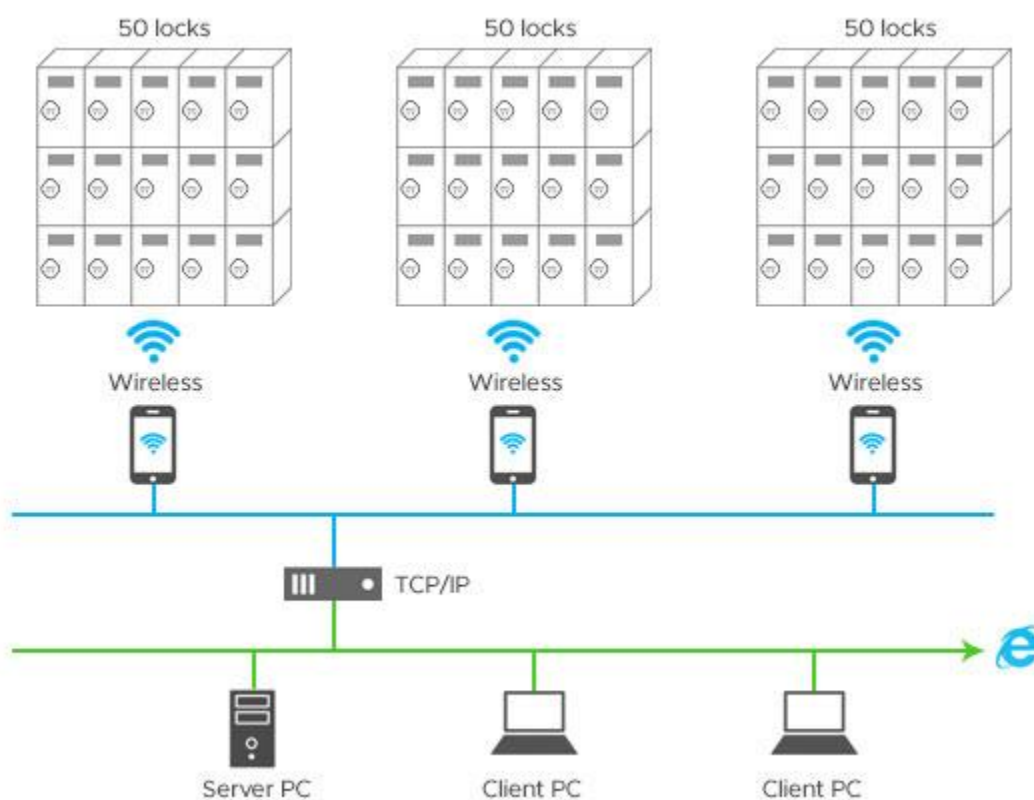 50 locks
50 locks
50 locks
Wireless
Wireless
Wireless
TCP/IP
Server PC
Client PC
Client PC